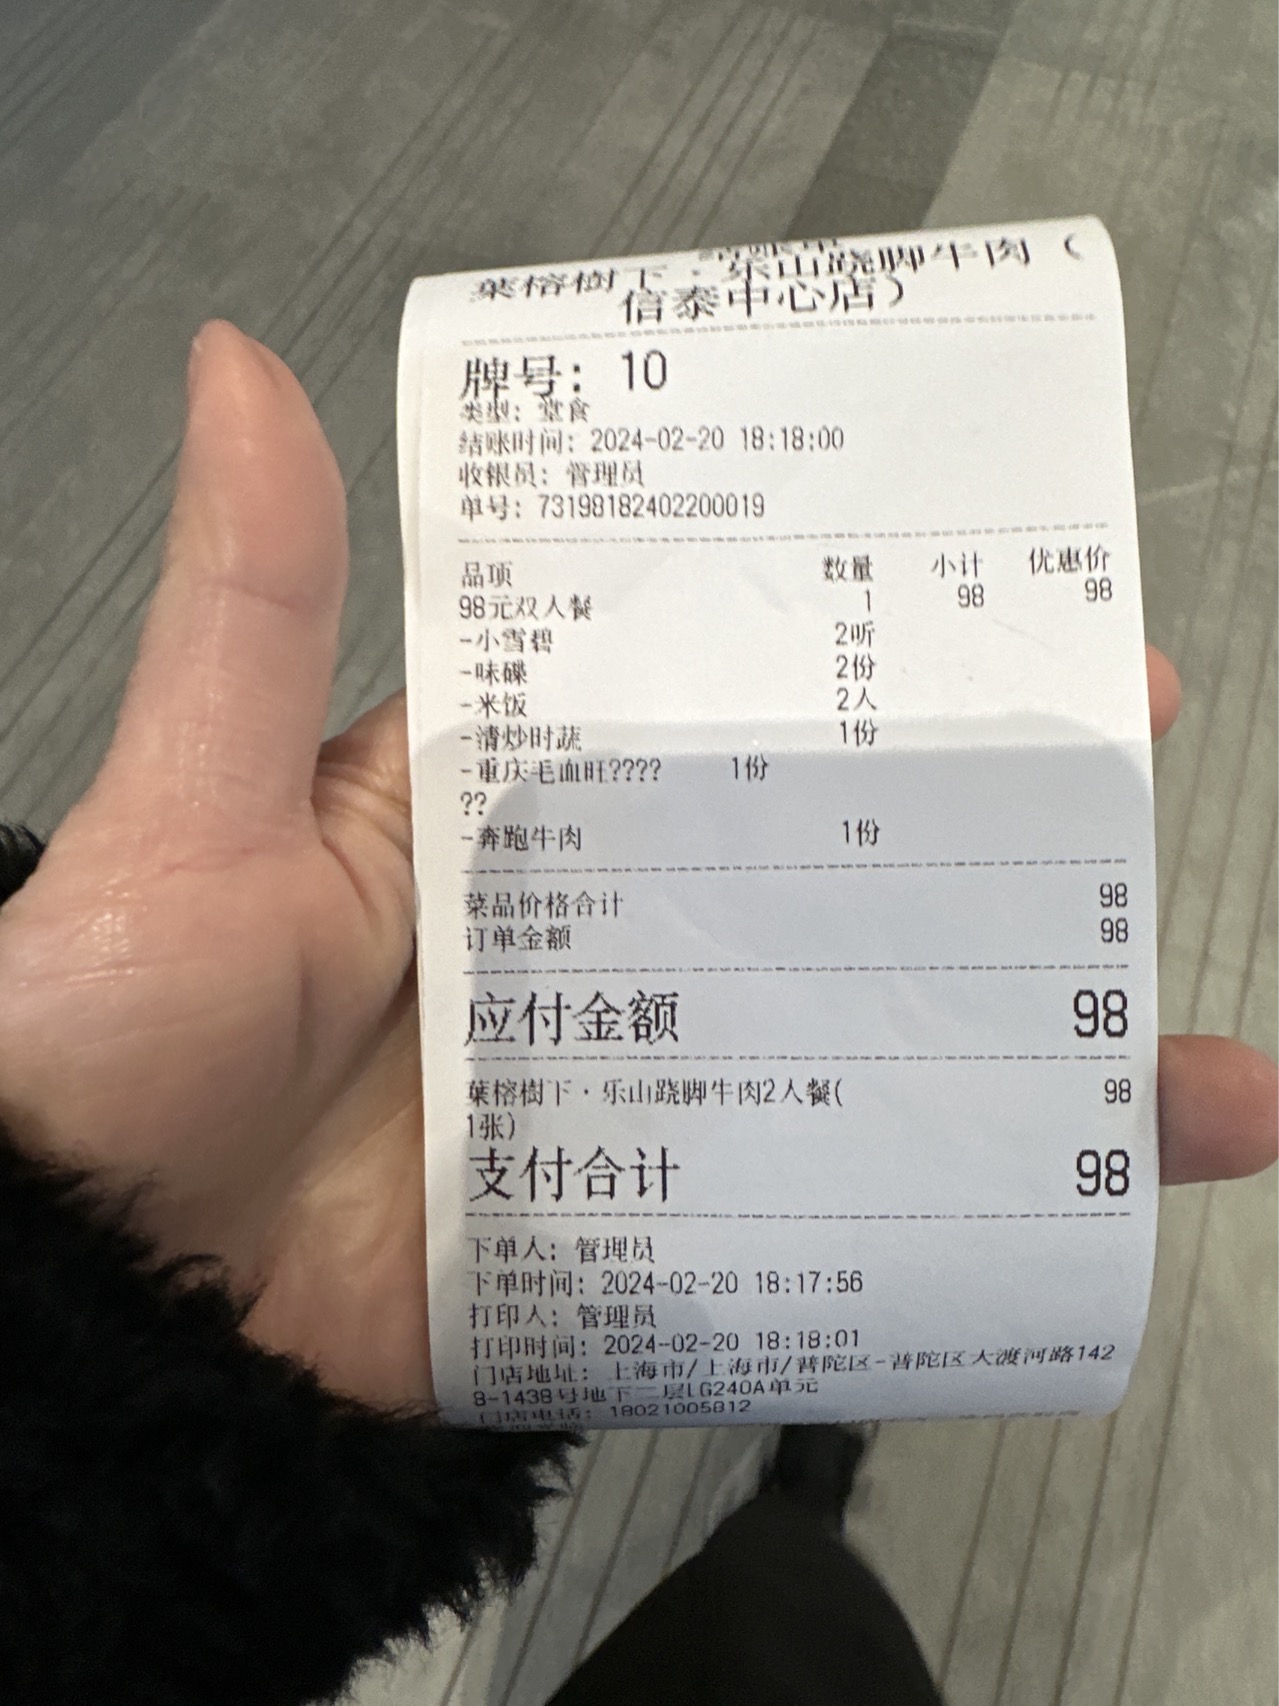 结账单
葉榕樹下·乐山跷脚牛肉（
信泰中心店）
牌号：10
类型：堂食
结账时间：2024-02-20 18:18:00
收银员：管理员
单号：73198182402200019
品项 数量 小计 优惠价
98元双人餐 1 98 98
-小雪碧 2听
-味碟 2份
-米饭 2人
-清炒时蔬 1份
-重庆毛血旺???? 1份
??
-奔跑牛肉 1份
菜品价格合计 98
订单金额 98
应付金额 98
葉榕樹下·乐山跷脚牛肉2人餐( 98
1张)
支付合计 98
下单人：管理员
下单时间：2024-02-20 18:17:56
打印人：管理员
打印时间：2024-02-20 18:18:01
门店地址：上海市/上海市/普陀区-普陀区大渡河路142
8-1438号地下二层LG240A单元
门店电话：18021005812